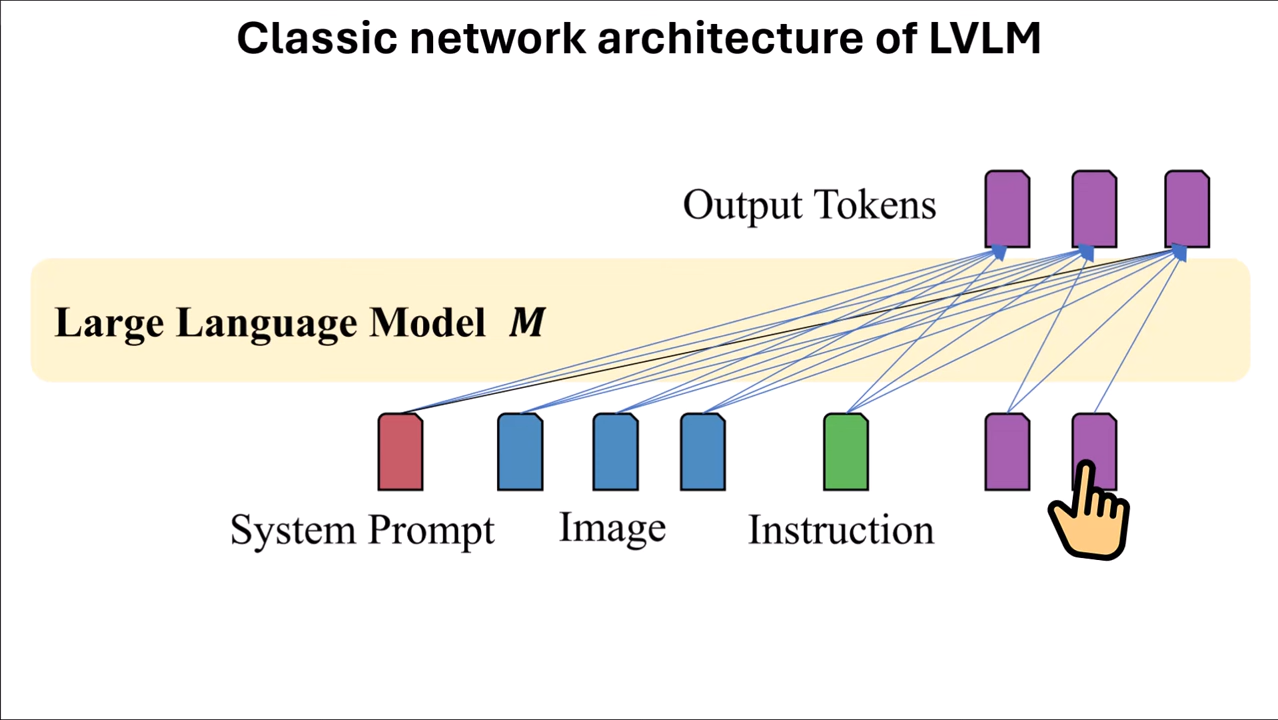 Classic network architecture of LVLM
Output Tokens
Large Language Model M
System Prompt
Image
Instruction